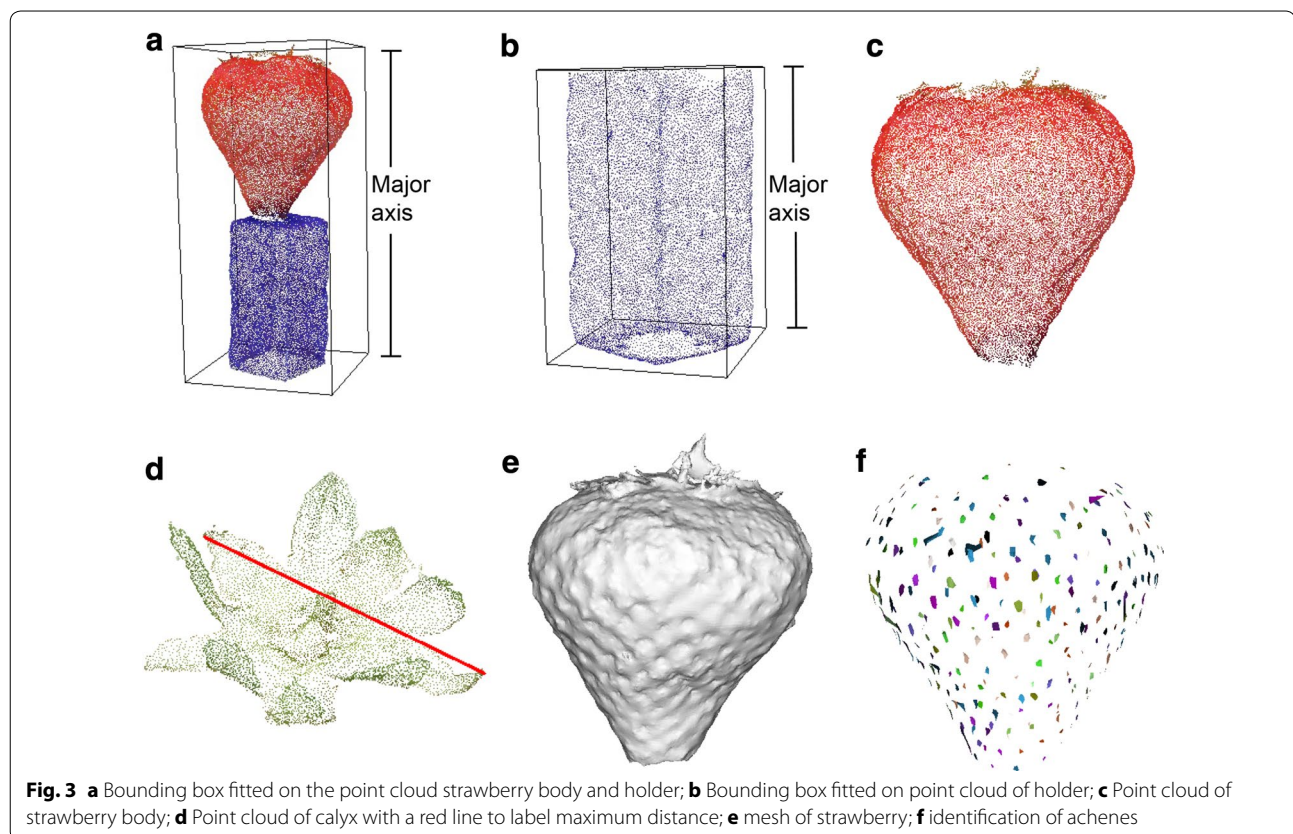 a
b
c
Major
axis
Major
axis
d
e
f
Fig. 3 a Bounding box fitted on the point cloud strawberry body and holder; b Bounding box fitted on point cloud of holder; c Point cloud of
strawberry body; d Point cloud of calyx with a red line to label maximum distance; e mesh of strawberry; f identification of achenes